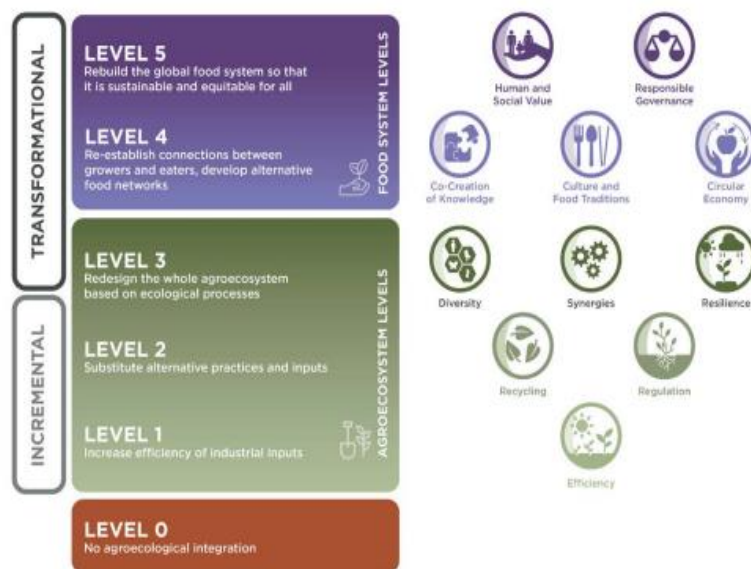 TRANSFORMATIONAL
INCREMENTAL
LEVEL 5
Rebuild the global food system so that
it is sustainable and equitable for all
LEVEL 4
Re-establish connections between
growers and eaters, develop alternative
food networks
FOOD SYSTEM LEVELS
LEVEL 3
Redesign the whole agroecosystem
based on ecological processes
LEVEL 2
Substitute alternative practices and inputs
LEVEL 1
Increase efficiency of industrial inputs
AGROECOSYSTEM LEVELS
LEVEL 0
No agroecological integration
Human and
Social Value
Responsible
Governance
Co-Creation
of Knowledge
Culture and
Food Traditions
Circular
Economy
Diversity
Synergies
Resilience
Recycling
Regulation
Efficiency